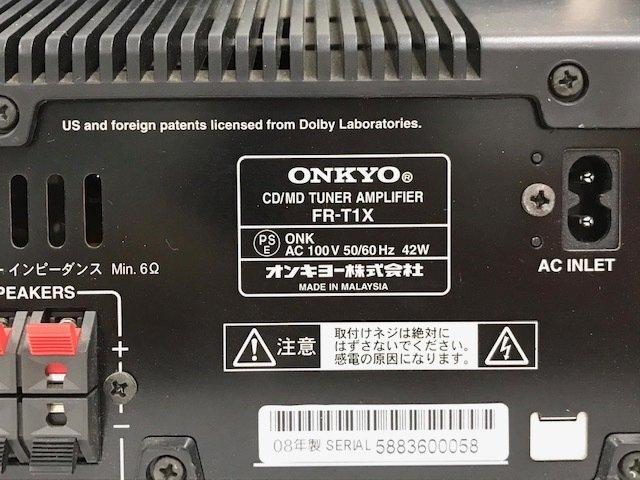 US and foreign patents licensed from Dolby Laboratories.
ONKYO®
CD/MD TUNER AMPLIFIER
FR-T1X
PS E ONK
AC 100V 50/60 Hz 42W
オンキヨー株式会社
MADE IN MALAYSIA
AC INLET
ーインピーダンス Min. 6Ω
PEAKERS
+
−
注意
取付けネジは絶対に
はずさないでください。
感電の原因になります。
08年製 SERIAL 5883600058